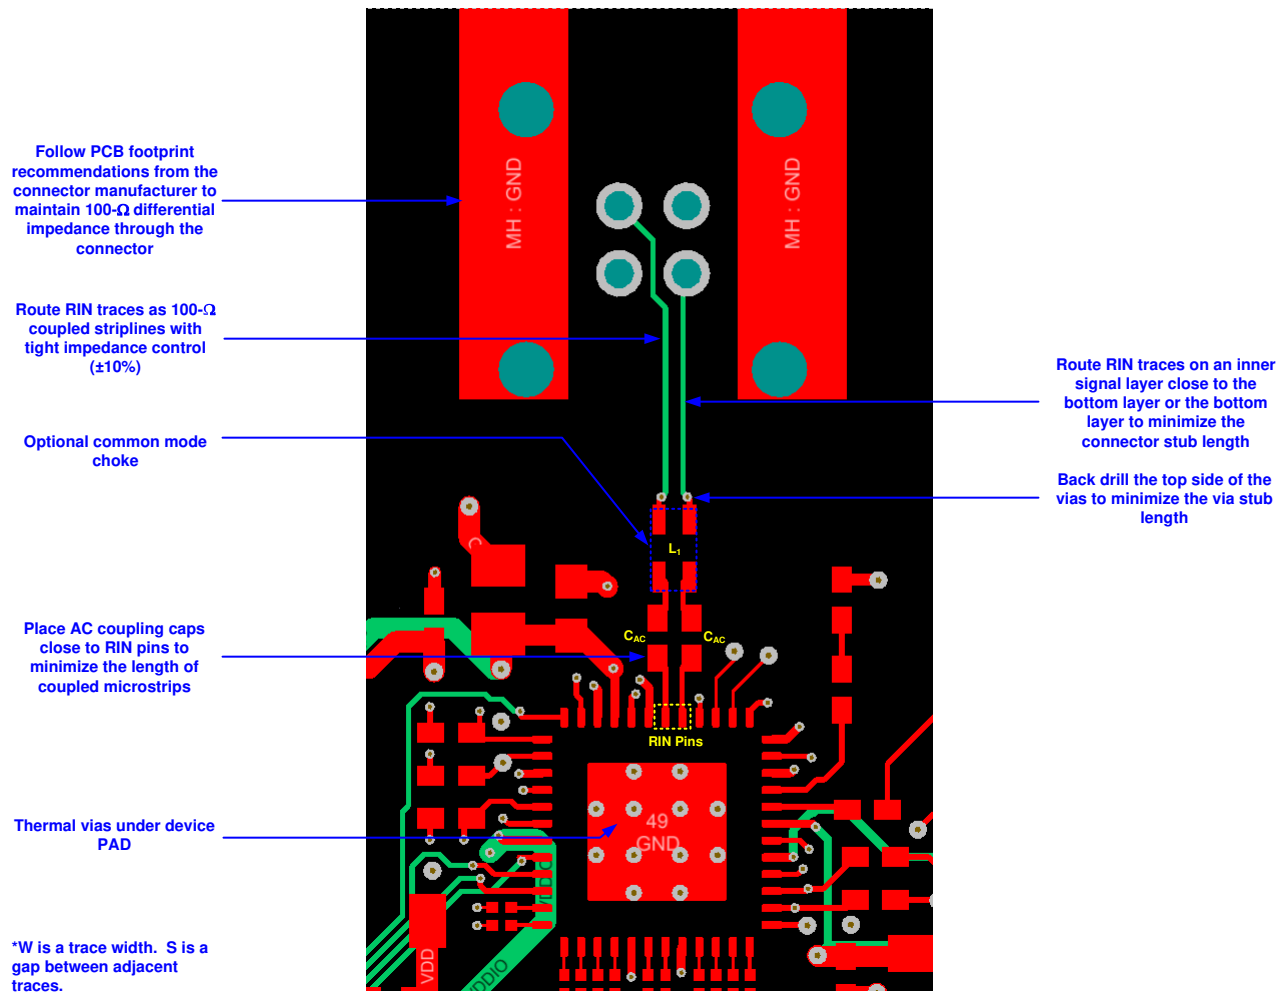 Follow PCB footprint
recommendations from the
connector manufacturer to
maintain 100-Ω differential
impedance through the
connector
Route RIN traces as 100-Ω
coupled striplines with
tight impedance control
(±10%)
Optional common mode
choke
Place AC coupling caps
close to RIN pins to
minimize the length of
coupled microstrips
Thermal vias under device
PAD
*W is a trace width.  S is a
gap between adjacent
traces.
MH : GND
MH : GND
L1
CAC
CAC
RIN Pins
49
GND
VDD
VDDIO
Route RIN traces on an inner
signal layer close to the
bottom layer or the bottom
layer to minimize the
connector stub length
Back drill the top side of the
vias to minimize the via stub
length